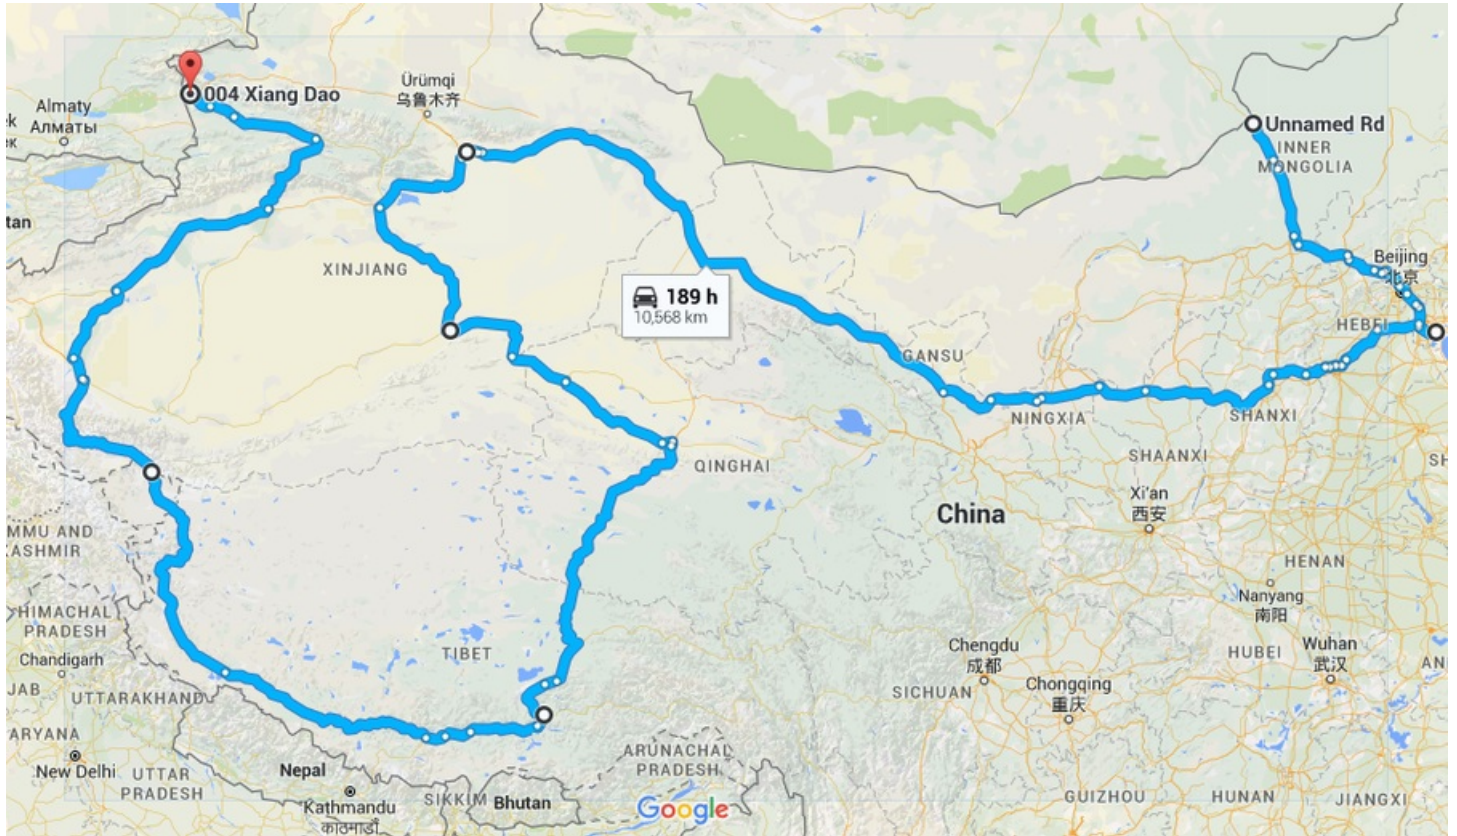 004 Xiang Dao
Ürümqi
乌鲁木齐
Almaty
Алматы
Unnamed Rd
INNER
MONGOLIA
tan
XINJIANG
Beijing
北京
189 h
10,568 km
HEBEI
GANSU
NINGXIA
SHANXI
QINGHAI
SHAANXI
Xi'an
西安
China
MMU AND
ASHMIR
HENAN
Nanyang
南阳
HIMACHAL
PRADESH
Chandigarh
TIBET
Chengdu
成都
HUBEI
Wuhan
武汉
JAB
UTTARAKHAND
SICHUAN
Chongqing
重庆
AN
ARYANA
New Delhi
UTTAR
PRADESH
Nepal
Kathmandu
काठमाडौं
SIKKIM
Bhutan
ARUNACHAL
PRADESH
Google
GUIZHOU
HUNAN
JIANGXI